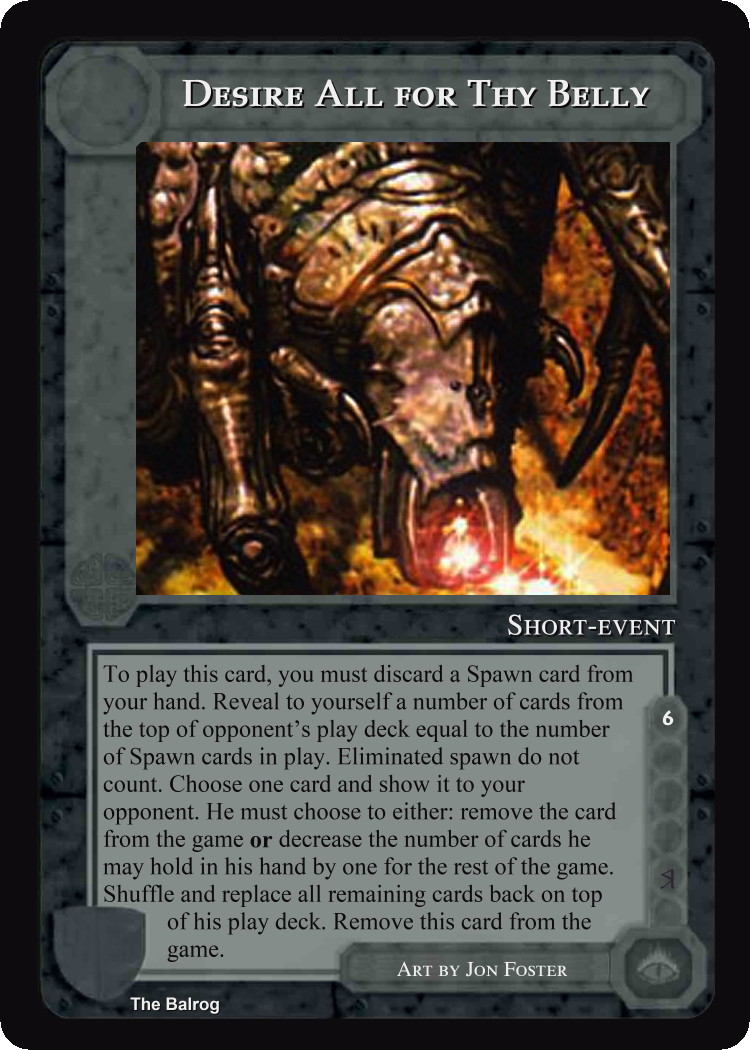 Desire All for Thy Belly
Short-event
To play this card, you must discard a Spawn card from
your hand. Reveal to yourself a number of cards from
the top of opponent's play deck equal to the number
of Spawn cards in play. Eliminated spawn do not
count. Choose one card and show it to your
opponent. He must choose to either: remove the card
from the game or decrease the number of cards he
may hold in his hand by one for the rest of the game.
Shuffle and replace all remaining cards back on top
of his play deck. Remove this card from the
game.
6
Art by Jon Foster
The Balrog